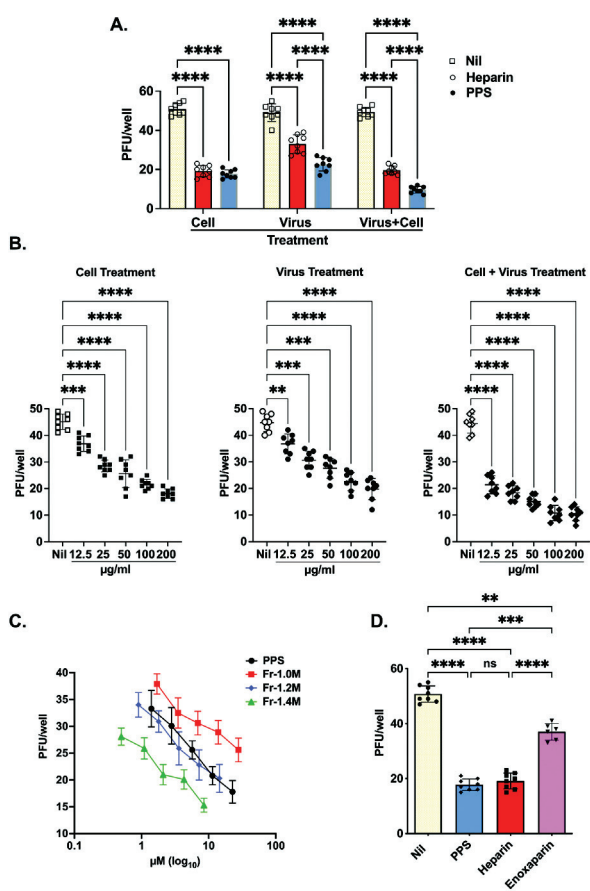 A.
**** **** ****
**** **** **** **** ****
□ Nil
○ Heparin
● PPS
PFU/well
60
40
20
0
Cell Virus Virus+Cell
Treatment
B.
Cell Treatment
****
****
****
****
***
PFU/well
50
40
30
20
10
0
Nil 12.5 25 50 100 200
µg/ml
Virus Treatment
****
****
***
***
**
PFU/well
50
40
30
20
10
0
Nil 12.5 25 50 100 200
µg/ml
Cell + Virus Treatment
****
****
****
****
****
PFU/well
50
40
30
20
10
0
Nil 12.5 25 50 100 200
µg/ml
C.
PPS
Fr-1.0M
Fr-1.2M
Fr-1.4M
PFU/well
40
35
30
25
20
15
10
0.1 1 10 100
µM (log10)
D.
**
***
****
**** ns ****
PFU/well
60
40
20
0
Nil
PPS
Heparin
Enoxaparin